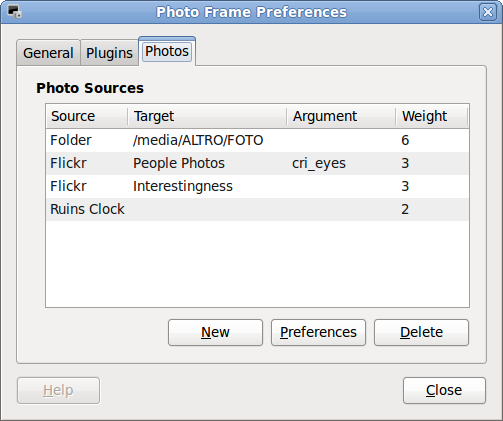 Photo Frame Preferences
General Plugins Photos
Photo Sources
Source Target Argument Weight
Folder /media/ALTRO/FOTO 6
Flickr People Photos cri_eyes 3
Flickr Interestingness 3
Ruins Clock 2
New Preferences Delete
Help Close